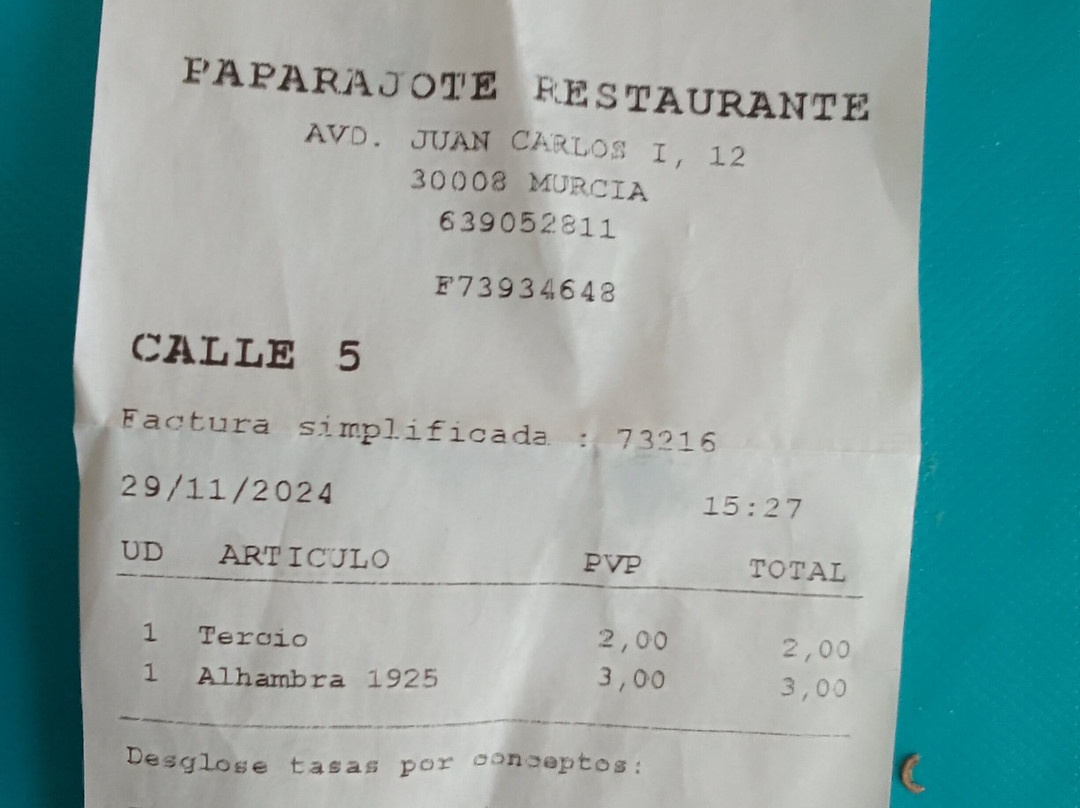 PAPARAJOTE RESTAURANTE
AVD. JUAN CARLOS I, 12
30008 MURCIA
639052811
F73934648
CALLE 5
Factura simplificada : 73216
29/11/2024 15:27
UD ARTICULO PVP TOTAL
1 Tercio 2,00 2,00
1 Alhambra 1925 3,00 3,00
Desglose tasas por conceptos: